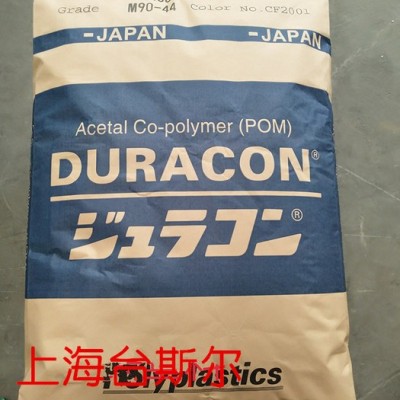 Grade M90-44 Color No.CF2001
-JAPAN- -JAPAN-
Acetal Co-polymer (POM)
DURACON®
ジュラコン®
上海台斯尔
Polyplastics